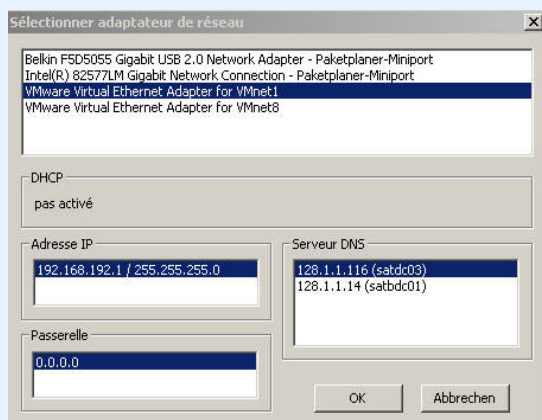 Sélectionner adaptateur de réseau
Belkin F5D5055 Gigabit USB 2.0 Network Adapter - Paketplaner-Miniport
Intel(R) 82577LM Gigabit Network Connection - Paketplaner-Miniport
VMware Virtual Ethernet Adapter for VMnet1
VMware Virtual Ethernet Adapter for VMnet8
DHCP
pas activé
Adresse IP
192.168.192.1 / 255.255.255.0
Serveur DNS
128.1.1.116 (satdc03)
128.1.1.14 (satbdc01)
Passerelle
0.0.0.0
OK
Abbrechen